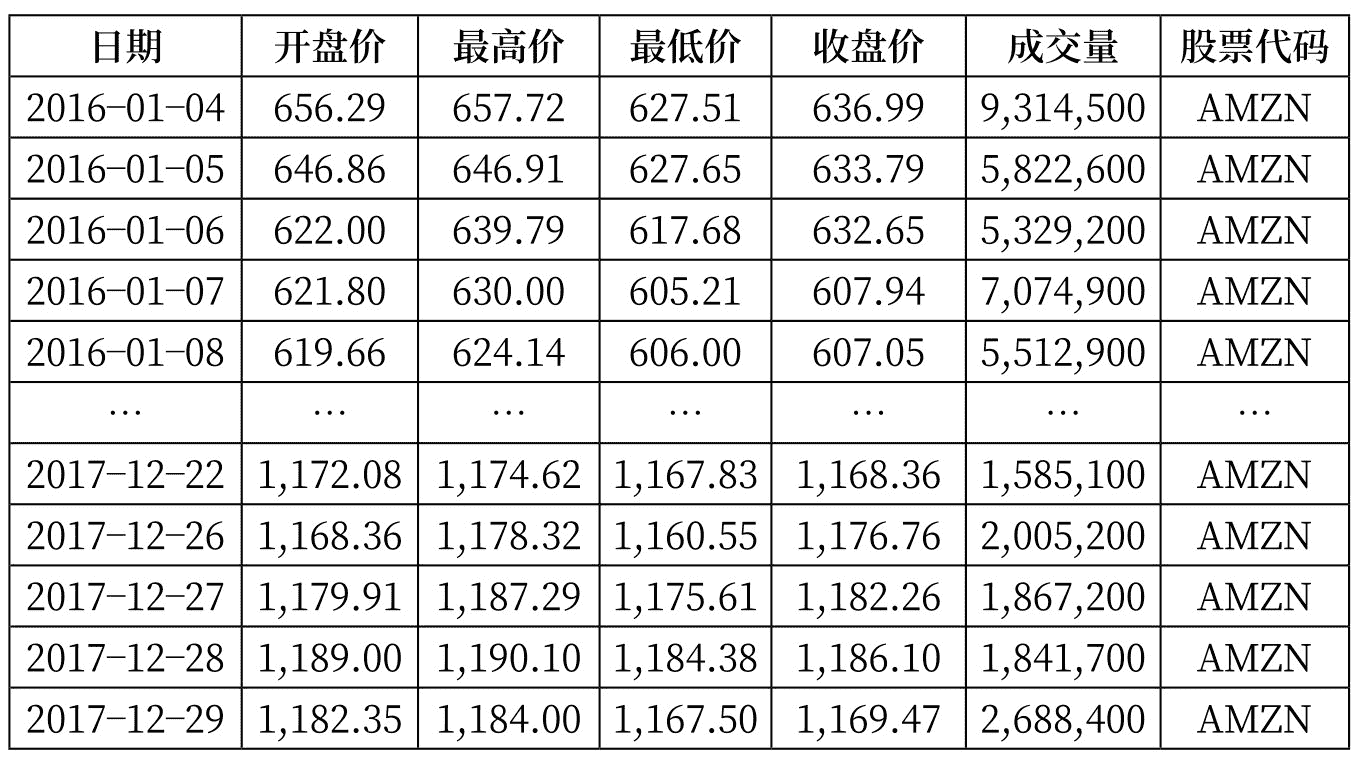 日期 开盘价 最高价 最低价 收盘价 成交量 股票代码
2016-01-04 656.29 657.72 627.51 636.99 9,314,500 AMZN
2016-01-05 646.86 646.91 627.65 633.79 5,822,600 AMZN
2016-01-06 622.00 639.79 617.68 632.65 5,329,200 AMZN
2016-01-07 621.80 630.00 605.21 607.94 7,074,900 AMZN
2016-01-08 619.66 624.14 606.00 607.05 5,512,900 AMZN
… … … … … … …
2017-12-22 1,172.08 1,174.62 1,167.83 1,168.36 1,585,100 AMZN
2017-12-26 1,168.36 1,178.32 1,160.55 1,176.76 2,005,200 AMZN
2017-12-27 1,179.91 1,187.29 1,175.61 1,182.26 1,867,200 AMZN
2017-12-28 1,189.00 1,190.10 1,184.38 1,186.10 1,841,700 AMZN
2017-12-29 1,182.35 1,184.00 1,167.50 1,169.47 2,688,400 AMZN